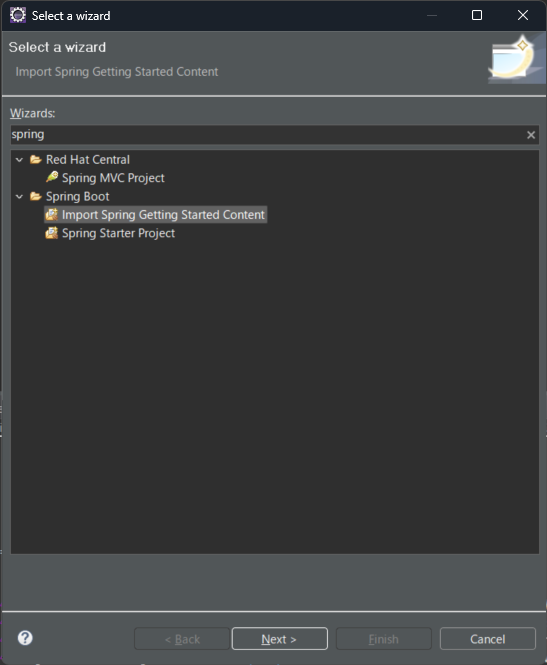 Select a wizard
Select a wizard
Import Spring Getting Started Content
Wizards:
spring
Red Hat Central
Spring MVC Project
Spring Boot
Import Spring Getting Started Content
Spring Starter Project
< Back
Next >
Finish
Cancel